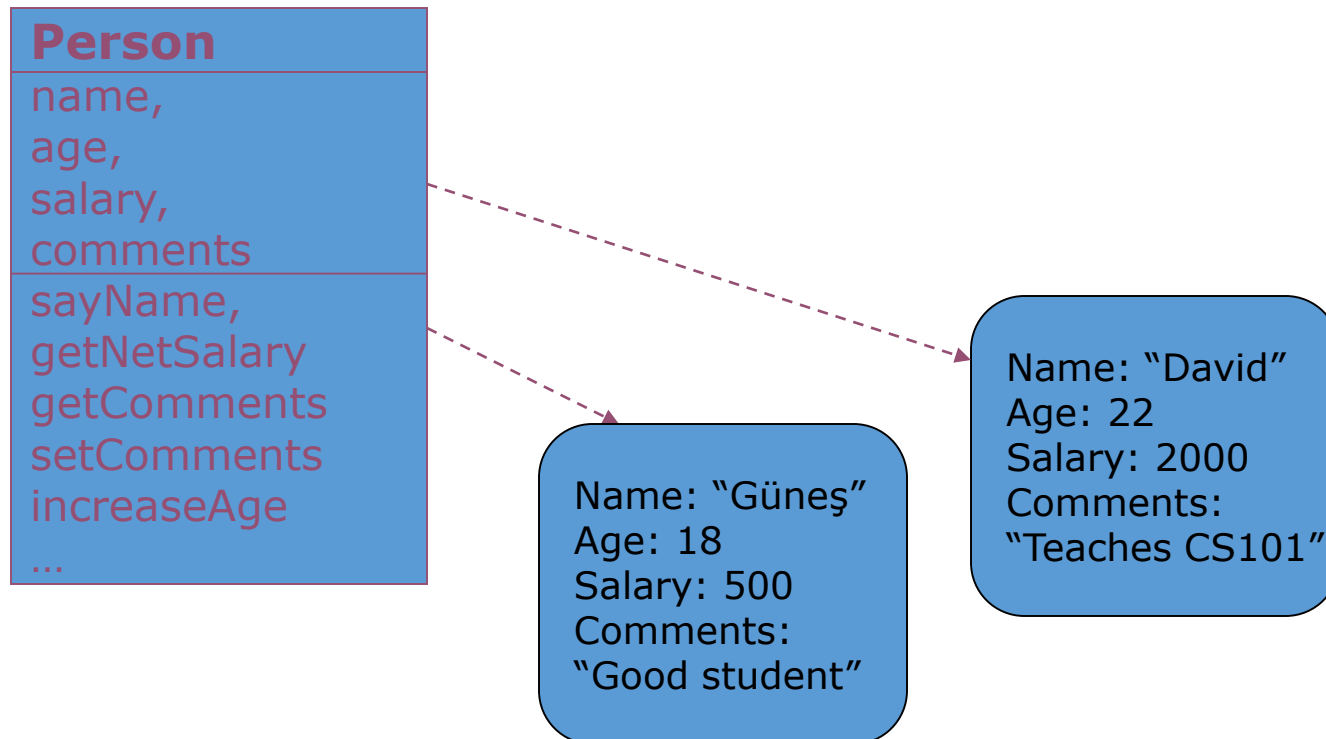 Person
name,
age,
salary,
comments
sayName,
getNetSalary
getComments
setComments
increaseAge
...
Name: “Güneş”
Age: 18
Salary: 500
Comments:
“Good student”
Name: “David”
Age: 22
Salary: 2000
Comments:
“Teaches CS101”